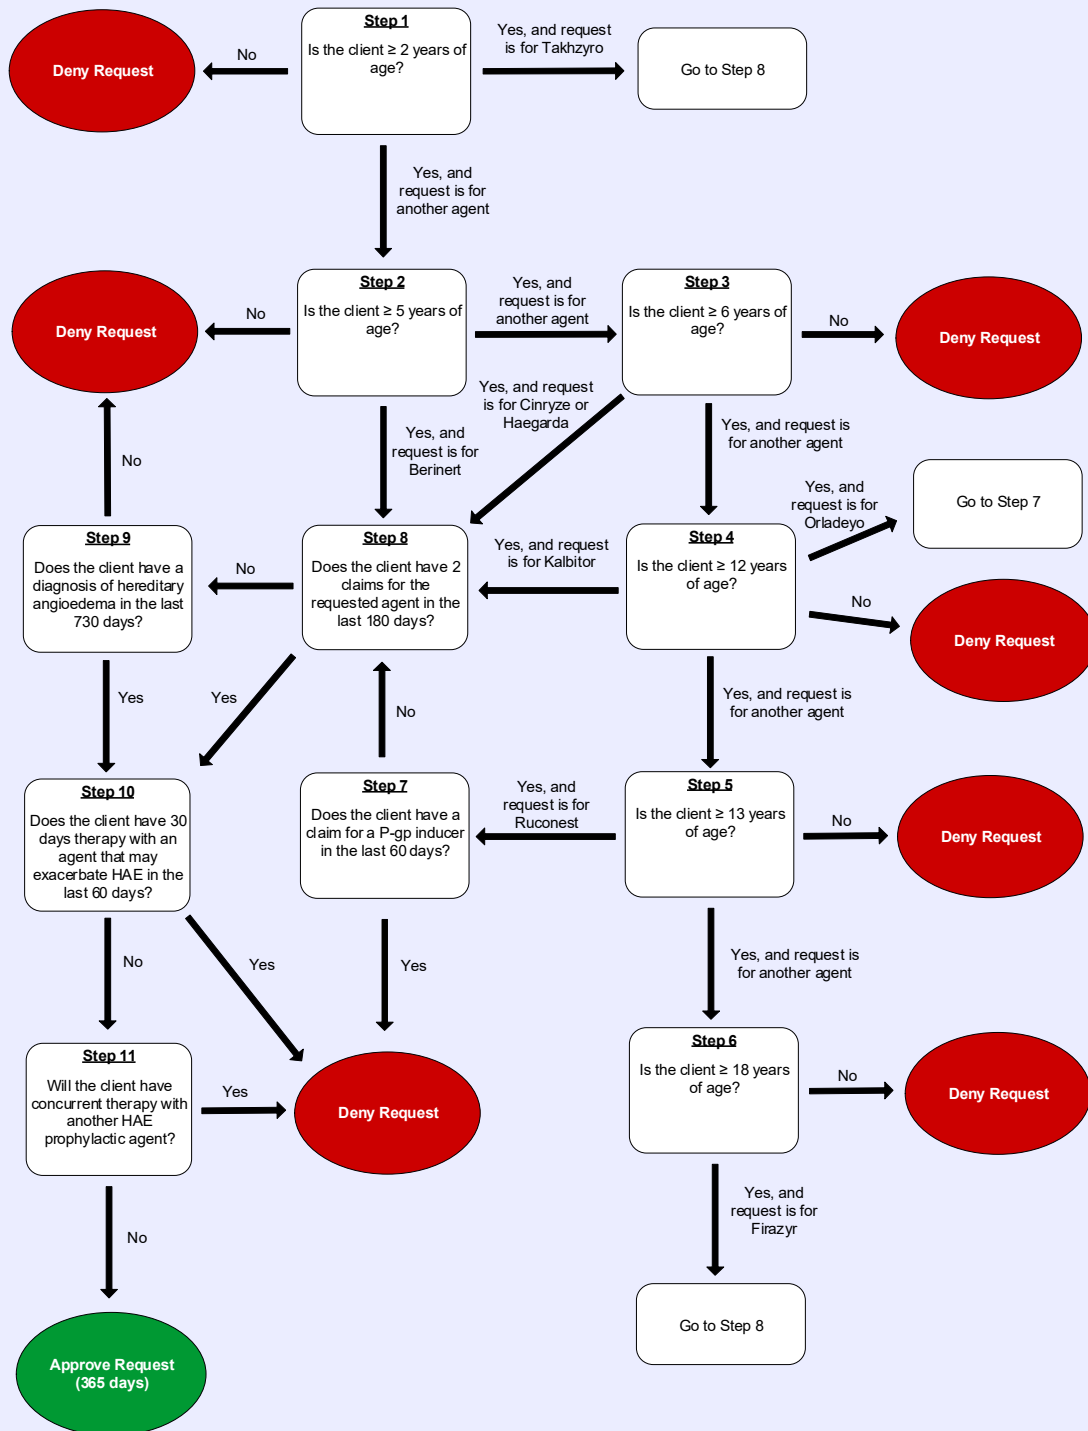 Step 1
Is the client ≥ 2 years of
age?
No
Deny Request
Yes, and request
is for Takhzyro
Go to Step 8
Yes, and
request is for
another agent
Step 2
Is the client ≥ 5 years of
age?
No
Deny Request
Yes, and
request is for
another agent
Step 3
Is the client ≥ 6 years of
age?
No
Deny Request
Yes, and request
is for Cinryze or
Haegarda
Yes, and
request is for
Berinert
Yes, and request is
for another agent
No
Step 9
Does the client have a
diagnosis of hereditary
angioedema in the last
730 days?
No
Step 8
Does the client have 2
claims for the
requested agent in the
last 180 days?
Yes, and request
is for Kalbitor
Step 4
Is the client ≥ 12 years
of age?
Yes, and
request is for
Orladeyo
Go to Step 7
No
Deny Request
Yes
Yes
No
Yes, and request is
for another agent
Step 10
Does the client have 30
days therapy with an
agent that may
exacerbate HAE in the
last 60 days?
Step 7
Does the client have a
claim for a P-gp inducer
in the last 60 days?
Yes, and
request is for
Ruconest
Step 5
Is the client ≥ 13 years
of age?
No
Deny Request
No
Yes
Yes
Yes, and request is
for another agent
Step 11
Will the client have
concurrent therapy with
another HAE
prophylactic agent?
Yes
Deny Request
Step 6
Is the client ≥ 18 years
of age?
No
Deny Request
No
Yes, and
request is for
Firazyr
Approve Request
(365 days)
Go to Step 8